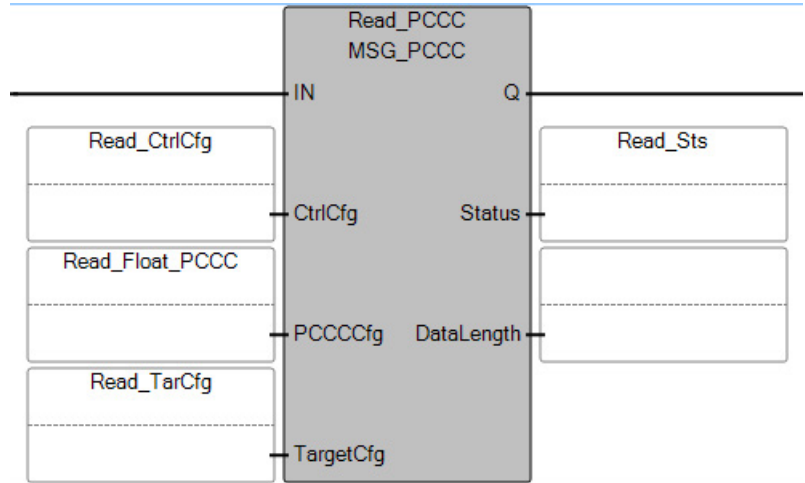 Read_PCCC
MSG_PCCC
IN Q
Read_CtrlCfg Read_Sts
CtrlCfg Status
Read_Float_PCCC
PCCCCfg DataLength
Read_TarCfg
TargetCfg